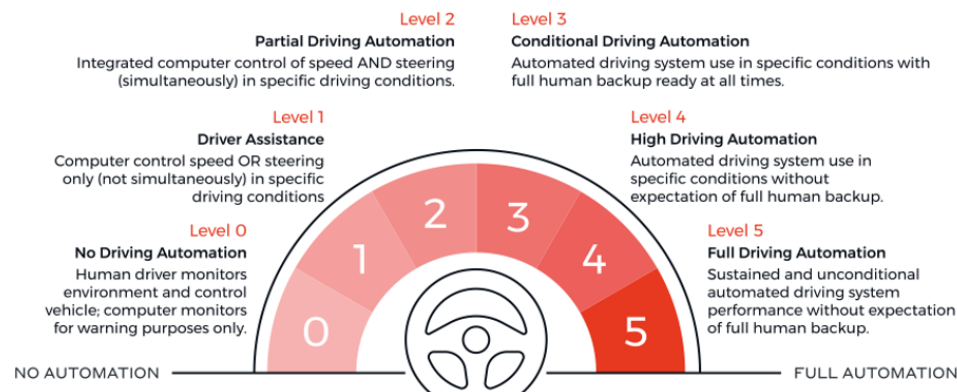 Level 2
Partial Driving Automation
Integrated computer control of speed AND steering
(simultaneously) in specific driving conditions.
Level 3
Conditional Driving Automation
Automated driving system use in specific conditions with
full human backup ready at all times.
Level 1
Driver Assistance
Computer control speed OR steering
only (not simultaneously) in specific
driving conditions
Level 4
High Driving Automation
Automated driving system use in
specific conditions without
expectation of full human backup.
Level 0
No Driving Automation
Human driver monitors
environment and control
vehicle; computer monitors
for warning purposes only.
Level 5
Full Driving Automation
Sustained and unconditional
automated driving system
performance without expectation
of full human backup.
0
1
2
3
4
5
NO AUTOMATION
FULL AUTOMATION